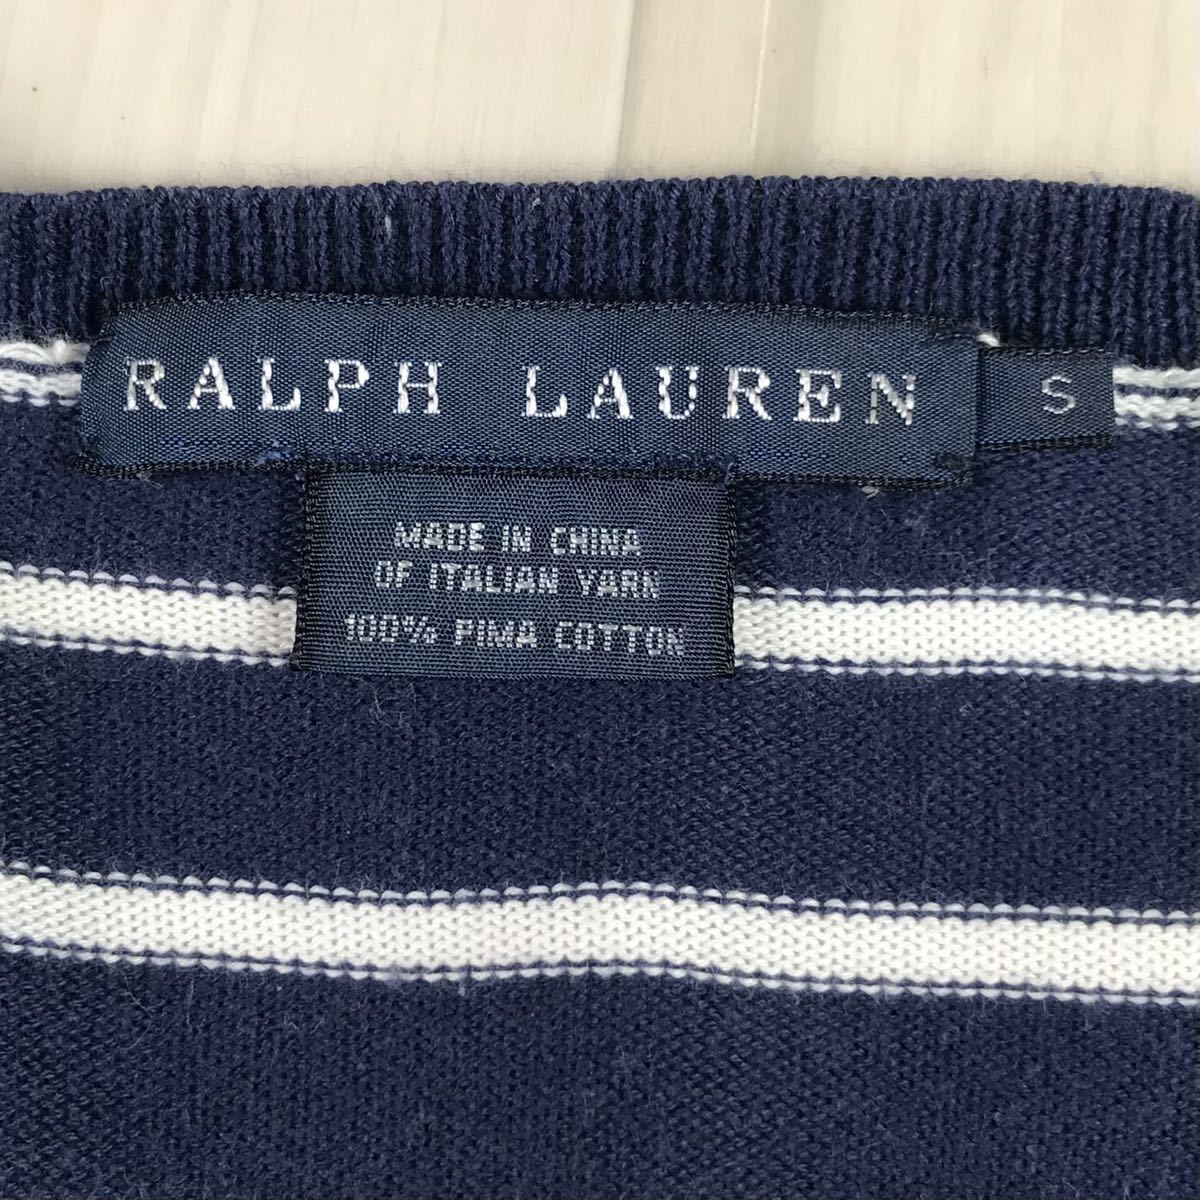 RALPH LAUREN
S
MADE IN CHINA
OF ITALIAN YARN
100% PIMA COTTON